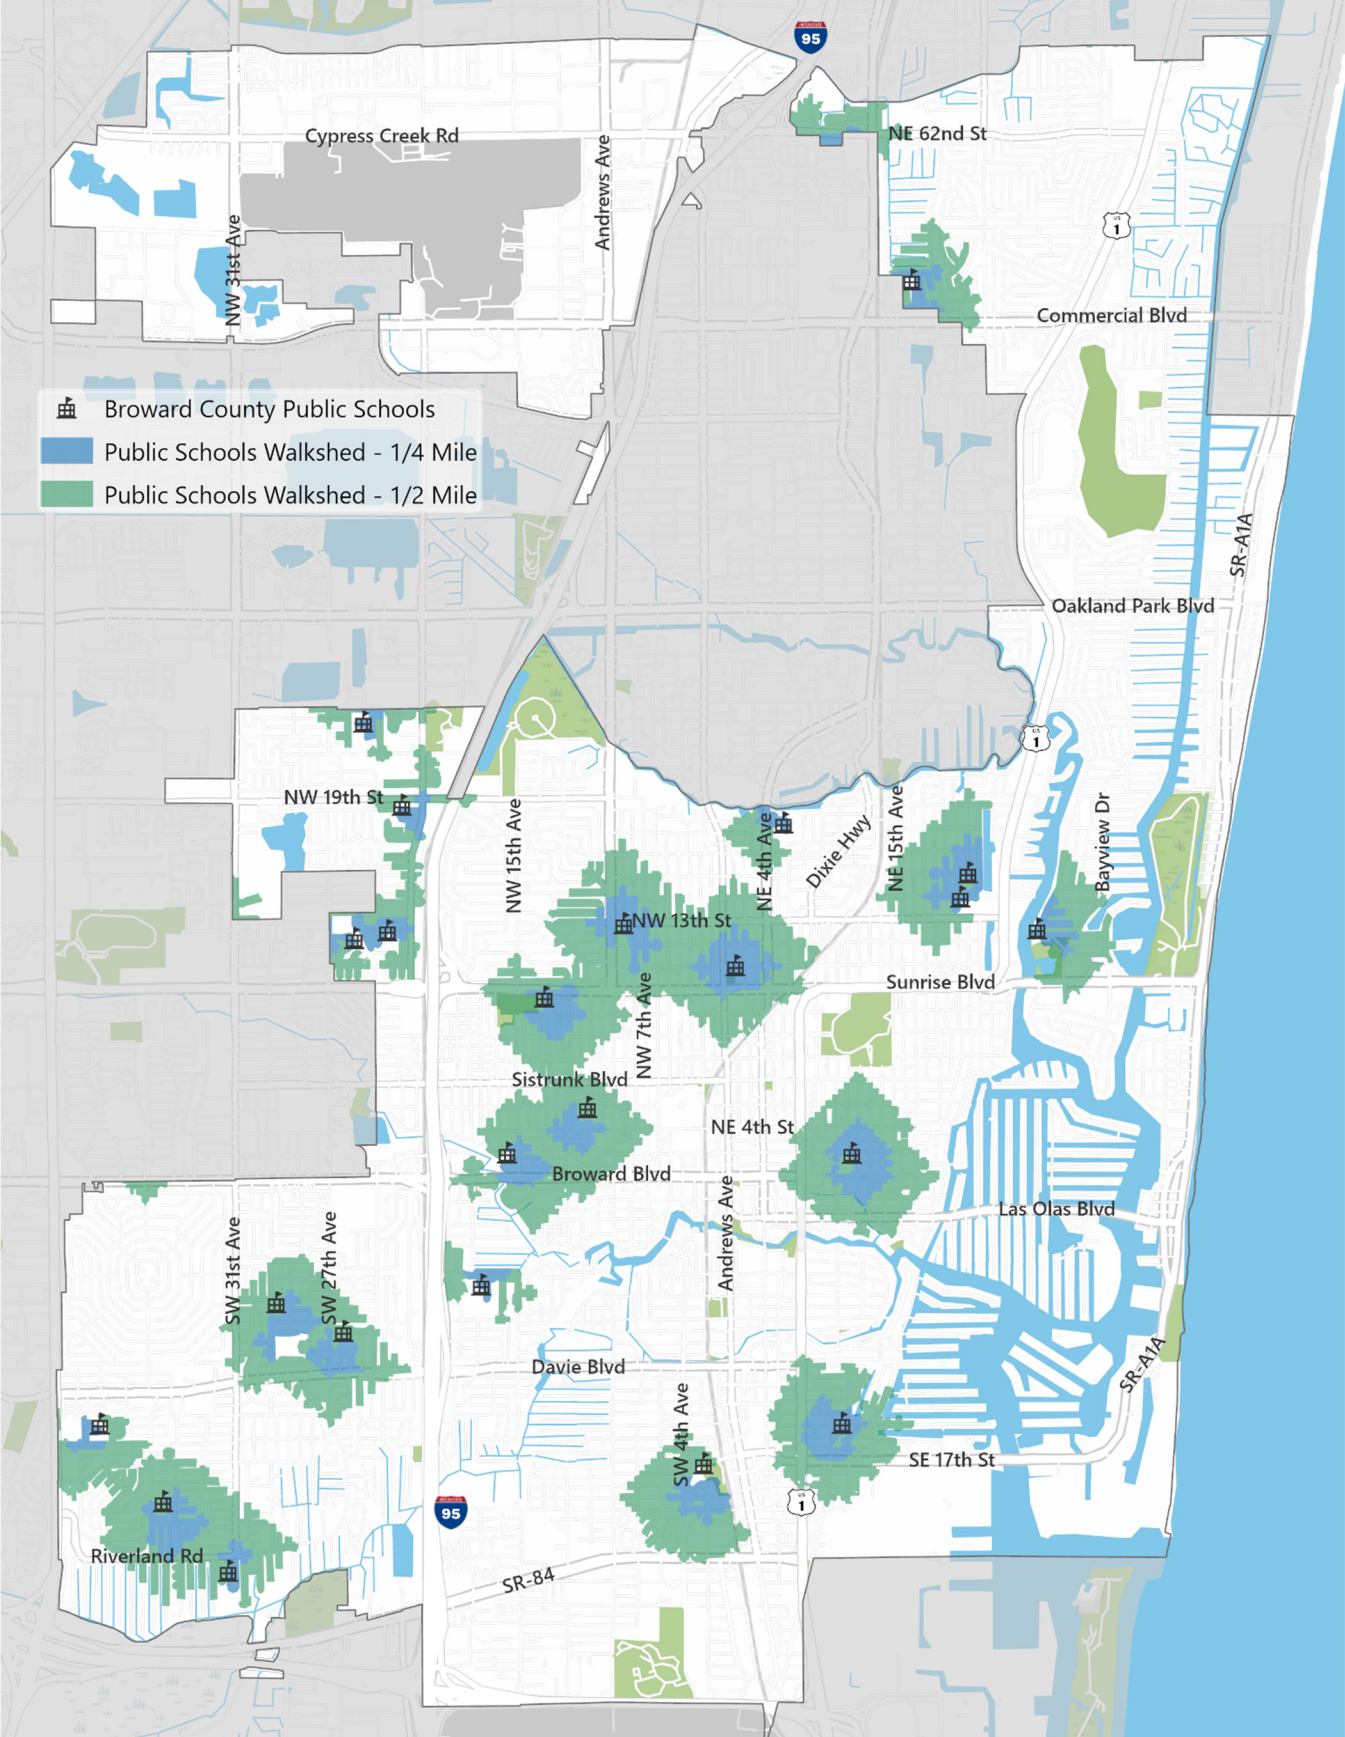 INTERSTATE
95
Cypress Creek Rd
NE 62nd St
Andrews Ave
US
1
NW 31st Ave
Commercial Blvd
Broward County Public Schools
Public Schools Walkshed - 1/4 Mile
Public Schools Walkshed - 1/2 Mile
SR-A1A
Oakland Park Blvd
US
1
NW 19th St
NW 15th Ave
NE 4th Ave
Dixie Hwy
NE 15th Ave
Bayview Dr
NW 13th St
Sunrise Blvd
NW 7th Ave
Sistrunk Blvd
NE 4th St
Broward Blvd
Las Olas Blvd
Andrews Ave
SW 31st Ave
SW 27th Ave
Davie Blvd
SR-A1A
SW 4th Ave
SE 17th St
US
1
INTERSTATE
95
Riverland Rd
SR-84